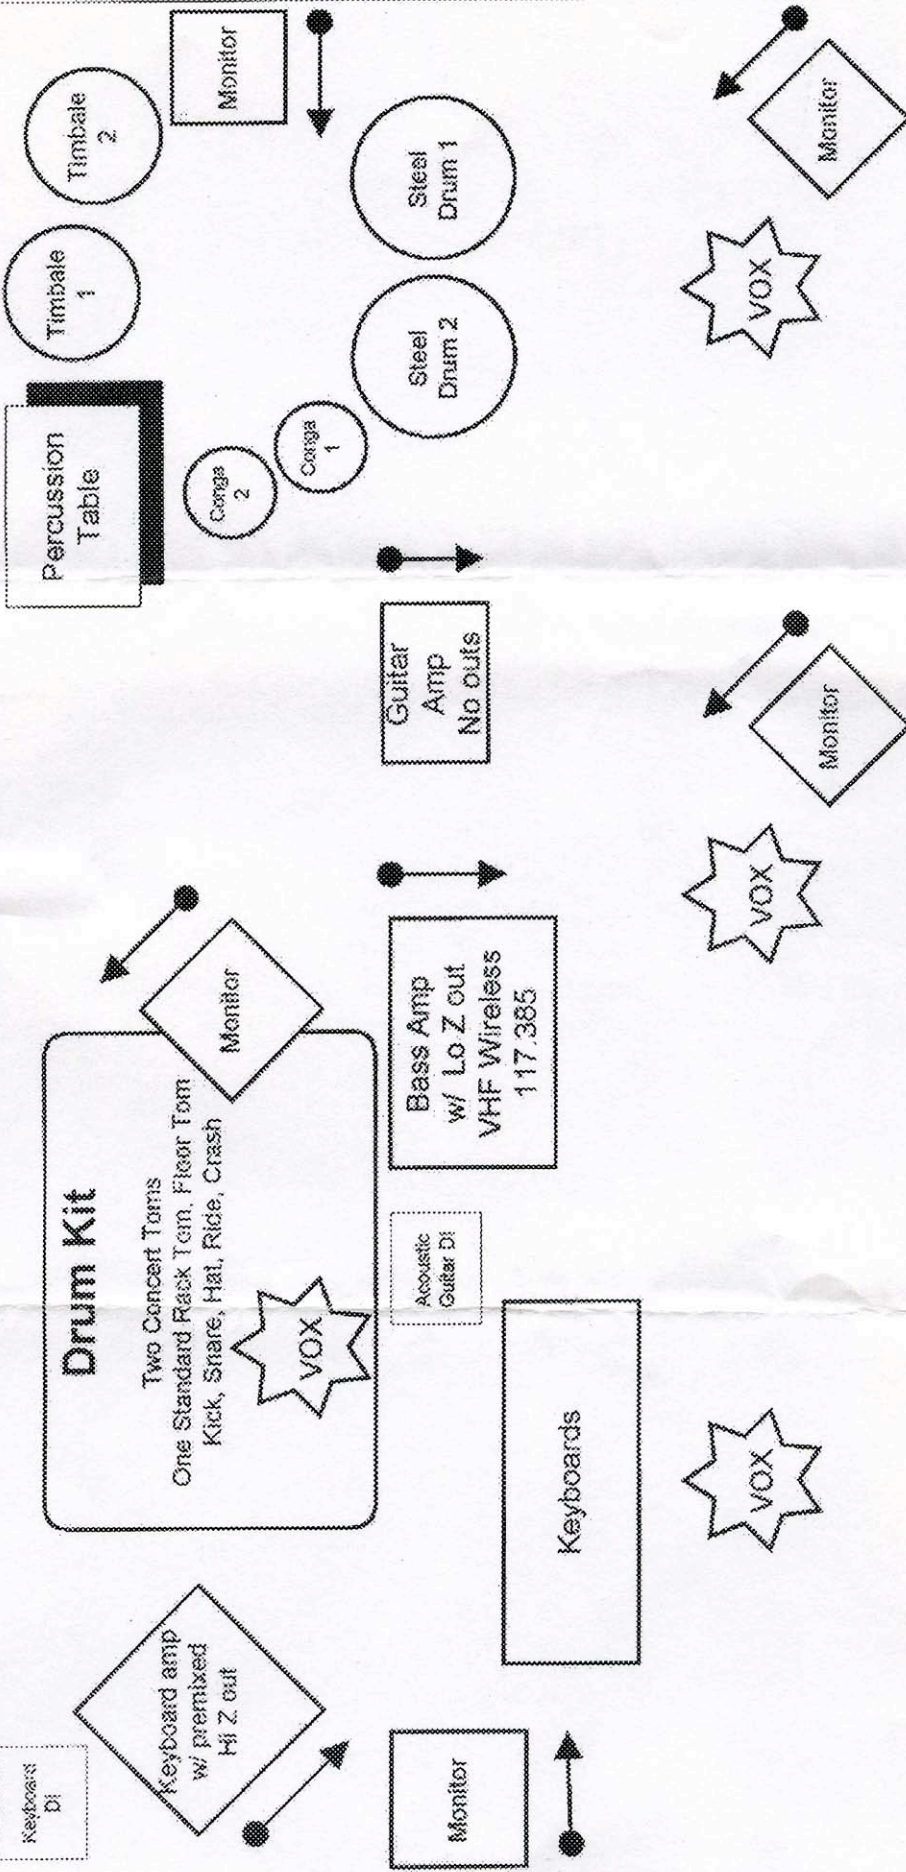 Keyboard
DI
Keyboard amp
w/ premixed
Hi Z out
Monitor
Drum Kit
Two Concert Toms
One Standard Rack Tom, Floor Tom
Kick, Snare, Hat, Ride, Crash
VOX
Monitor
Acoustic
Guitar DI
Bass Amp
w/ Lo Z out
VHF Wireless
117.385
Keyboards
VOX
Percussion
Table
Timbale
1
Timbale
2
Monitor
Conga
2
Conga
1
Steel
Drum 2
Steel
Drum 1
Guitar
Amp
No outs
VOX
Monitor
VOX
Monitor